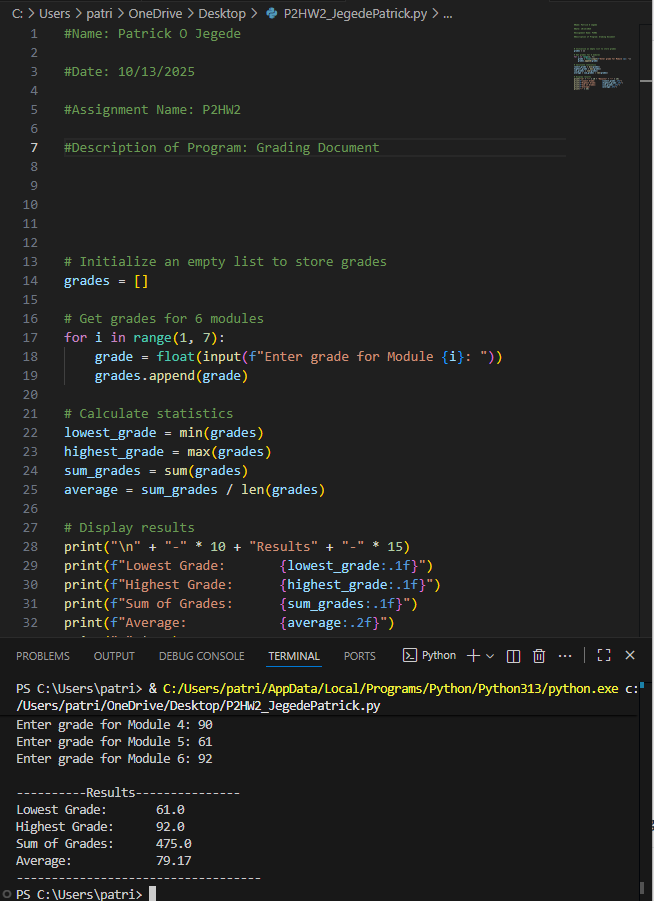 C: > Users > patri > OneDrive > Desktop > P2HW2_JegedePatrick.py > ...
1 #Name: Patrick O Jegede
2
3 #Date: 10/13/2025
4
5 #Assignment Name: P2HW2
6
7 #Description of Program: Grading Document
8
9
10
11
12
13 # Initialize an empty list to store grades
14 grades = []
15
16 # Get grades for 6 modules
17 for i in range(1, 7):
18     grade = float(input(f"Enter grade for Module {i}: "))
19     grades.append(grade)
20
21 # Calculate statistics
22 lowest_grade = min(grades)
23 highest_grade = max(grades)
24 sum_grades = sum(grades)
25 average = sum_grades / len(grades)
26
27 # Display results
28 print("\n" + "-" * 10 + "Results" + "-" * 15)
29 print(f"Lowest Grade:       {lowest_grade:.1f}")
30 print(f"Highest Grade:      {highest_grade:.1f}")
31 print(f"Sum of Grades:      {sum_grades:.1f}")
32 print(f"Average:            {average:.2f}")
PROBLEMS OUTPUT DEBUG CONSOLE TERMINAL PORTS Python
PS C:\Users\patri> & C:/Users/patri/AppData/Local/Programs/Python/Python313/python.exe c:
/Users/patri/OneDrive/Desktop/P2HW2_JegedePatrick.py
Enter grade for Module 4: 90
Enter grade for Module 5: 61
Enter grade for Module 6: 92

----------Results---------------
Lowest Grade:       61.0
Highest Grade:      92.0
Sum of Grades:      475.0
Average:            79.17
-----------------------------------
PS C:\Users\patri>